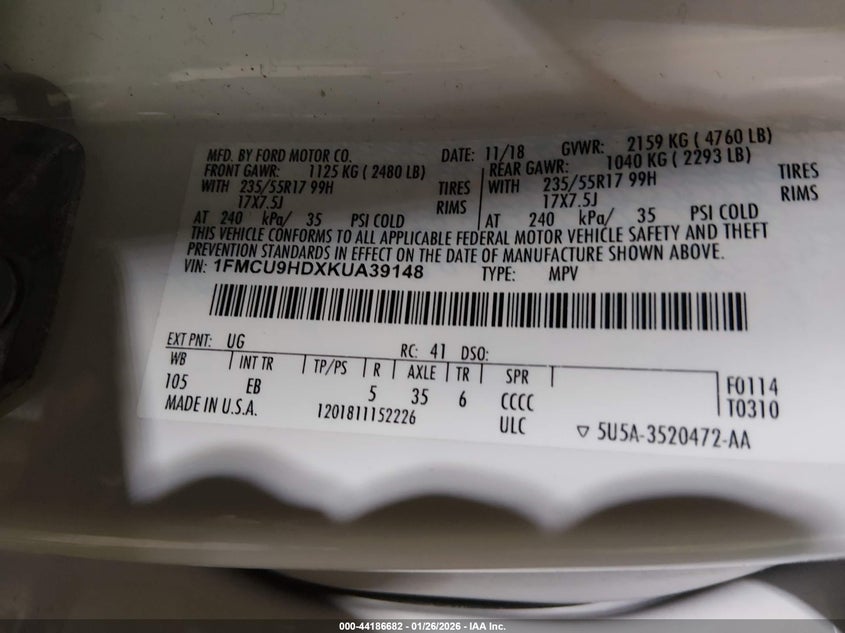 MFD. BY FORD MOTOR CO. DATE: 11/18 GVWR: 2159 KG ( 4760 LB)
FRONT GAWR: 1125 KG ( 2480 LB) REAR GAWR: 1040 KG ( 2293 LB)
WITH 235/55R17 99H TIRES WITH 235/55R17 99H TIRES
17X7.5J RIMS 17X7.5J RIMS
AT 240 kPa/ 35 PSI COLD AT 240 kPa/ 35 PSI COLD
THIS VEHICLE CONFORMS TO ALL APPLICABLE FEDERAL MOTOR VEHICLE SAFETY AND THEFT
PREVENTION STANDARDS IN EFFECT ON THE DATE OF MANUFACTURE SHOWN ABOVE.
VIN: 1FMCU9HDXKUA39148 TYPE: MPV
EXT PNT: UG RC: 41 DSO:
WB INT TR TP/PS R AXLE TR SPR
105 EB 5 35 6 CCCC F0114
MADE IN U.S.A. 1201811152226 ULC T0310
5U5A-3520472-AA
000-44186682 - 01/26/2026 - IAA Inc.